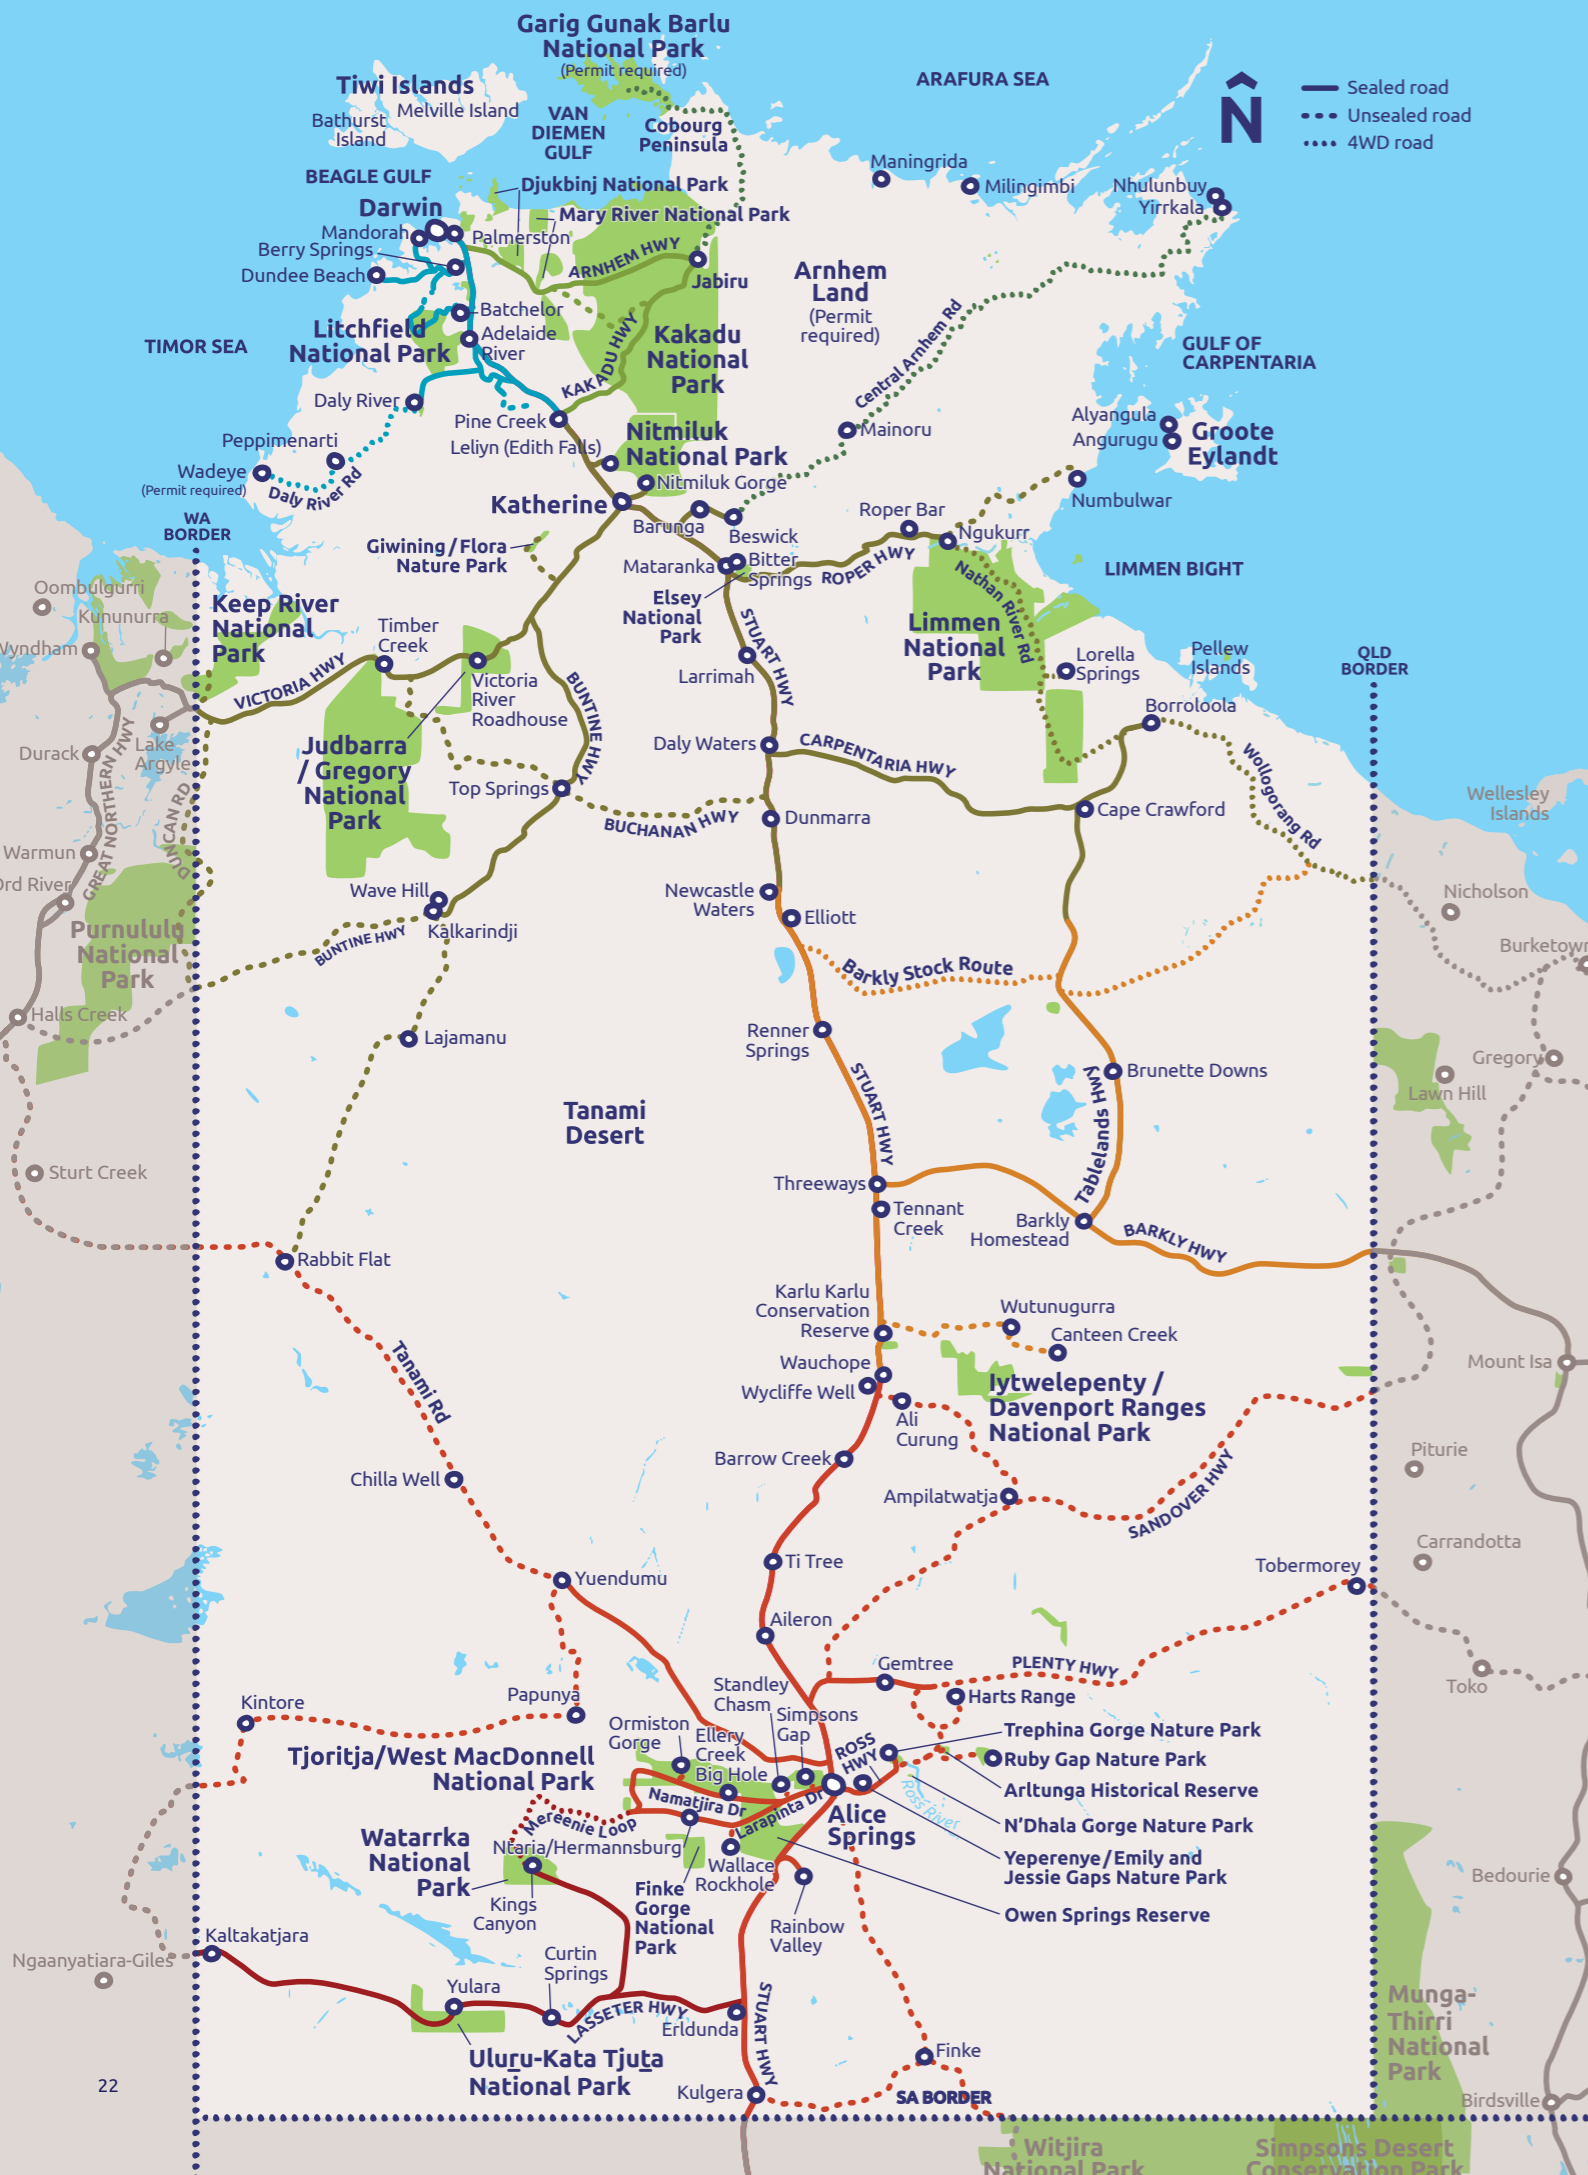 Garig Gunak Barlu
National Park
(Permit required)
ARAFURA SEA
N
Sealed road
Unsealed road
4WD road
Tiwi Islands
Melville Island
Bathurst
Island
VAN
DIEMEN
GULF
Cobourg
Peninsula
BEAGLE GULF
Djukbinj National Park
Mary River National Park
Maningrida
Milingimbi
Nhulunbuy
Yirrkala
Darwin
Mandorah
Palmerston
Berry Springs
Dundee Beach
ARNHEM HWY
Jabiru
Arnhem
Land
(Permit
required)
Central Arnhem Rd
Batchelor
Adelaide
River
Litchfield
National Park
TIMOR SEA
KAKADU HWY
Kakadu
National
Park
GULF OF
CARPENTARIA
Daly River
Pine Creek
Leliyn (Edith Falls)
Nitmiluk
National Park
Nitmiluk Gorge
Mainoru
Alyangula
Angurugu
Groote
Eylandt
Peppimenarti
Wadeye
(Permit required)
Daly River Rd
Katherine
Numbulwar
WA
BORDER
Barunga
Beswick
Roper Bar
Ngukurr
Giwining / Flora
Nature Park
Mataranka
Bitter
Springs
ROPER HWY
LIMMEN BIGHT
Elsey
National
Park
Nathan River Rd
Limmen
National
Park
Oombulgurri
Kununurra
Wyndham
Keep River
National
Park
Timber
Creek
VICTORIA HWY
Victoria
River
Roadhouse
STUART HWY
Larrimah
BUNTINE HWY
Lorella
Springs
Pellew
Islands
QLD
BORDER
Borroloola
Durack
Lake
Argyle
GREAT NORTHERN HWY
DUNCAN RD
Judbarra
/ Gregory
National
Park
Top Springs
Daly Waters
CARPENTARIA HWY
Wollogorang Rd
BUCHANAN HWY
Dunmarra
Cape Crawford
Wellesley
Islands
Warmun
Ord River
Wave Hill
Kalkarindji
BUNTINE HWY
Newcastle
Waters
Elliott
Nicholson
Purnululu
National
Park
Burketown
Barkly Stock Route
Halls Creek
Lajamanu
Renner
Springs
STUART HWY
Brunette Downs
Tablelands Hwy
Gregory
Lawn Hill
Tanami
Desert
Sturt Creek
Threeways
Tennant
Creek
Barkly
Homestead
BARKLY HWY
Rabbit Flat
Karlu Karlu
Conservation
Reserve
Wutunugurra
Canteen Creek
Tanami Rd
Wauchope
Wycliffe Well
Ali
Curung
Iytwelepenty /
Davenport Ranges
National Park
Mount Isa
Barrow Creek
Piturie
Chilla Well
Ampilatwatja
SANDOVER HWY
Carrandotta
Ti Tree
Tobermorey
Yuendumu
Aileron
Gemtree
PLENTY HWY
Harts Range
Toko
Kintore
Papunya
Standley
Chasm
Simpsons
Gap
Ormiston
Gorge
Ellery
Creek
Big Hole
ROSS
HWY
Trephina Gorge Nature Park
Ruby Gap Nature Park
Arltunga Historical Reserve
N'Dhala Gorge Nature Park
Yeperenye / Emily and
Jessie Gaps Nature Park
Owen Springs Reserve
Ross River
Tjoritja/West MacDonnell
National Park
Namatjira Dr
Larapinta Dr
Mereenie Loop
Alice
Springs
Watarrka
National
Park
Ntaria/Hermannsburg
Wallace
Rockhole
Kings
Canyon
Finke
Gorge
National
Park
Rainbow
Valley
Bedourie
Kaltakatjara
Ngaanyatiara-Giles
Curtin
Springs
Yulara
LASSETER HWY
Erldunda
STUART HWY
Munga-
Thirri
National
Park
Uluṟu-Kata Tjuṯa
National Park
Finke
Kulgera
SA BORDER
Birdsville
22
Witjira
National Park
Simpsons Desert
Conservation Park